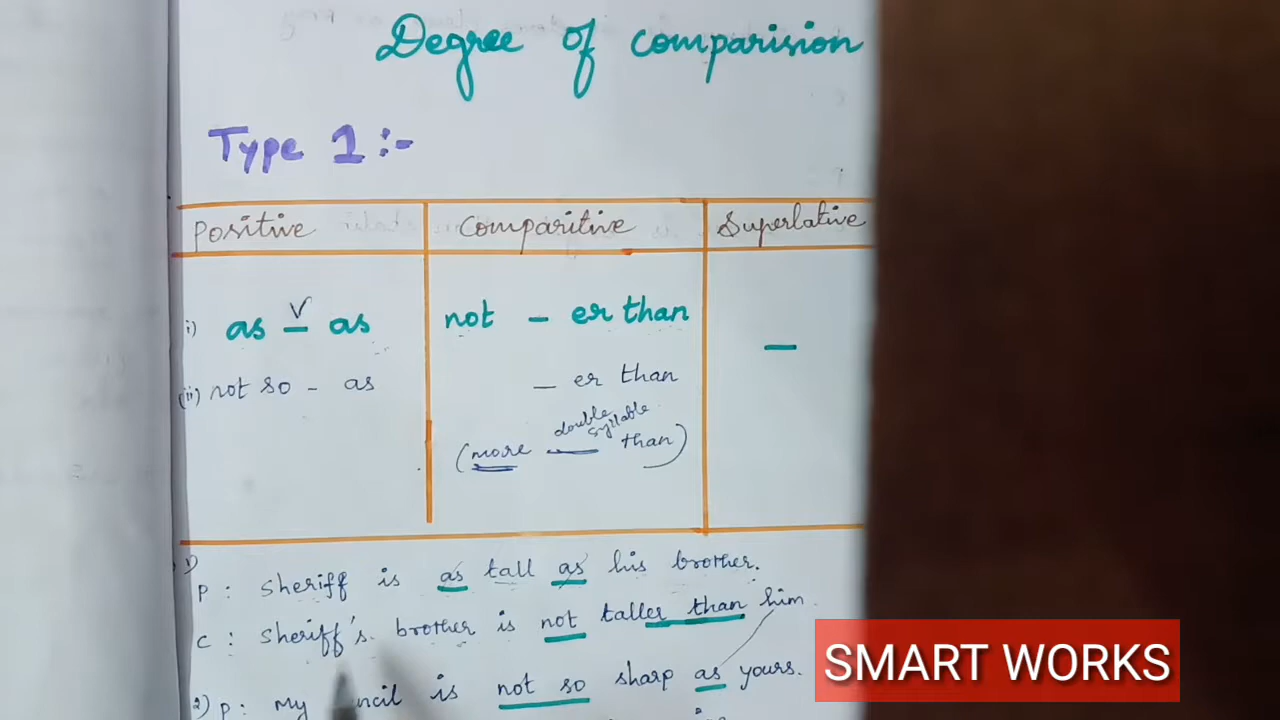 Degree of comparision
Type 1 :-
Positive Comparitive Superlative
i) as V as not - er than -
(ii) not so - as - er than
double syllable
(more - than)
1)
P : Sheriff is as tall as his brother.
C : Sheriff's brother is not taller than him.
2) P : My is not so sharp as yours.
SMART WORKS